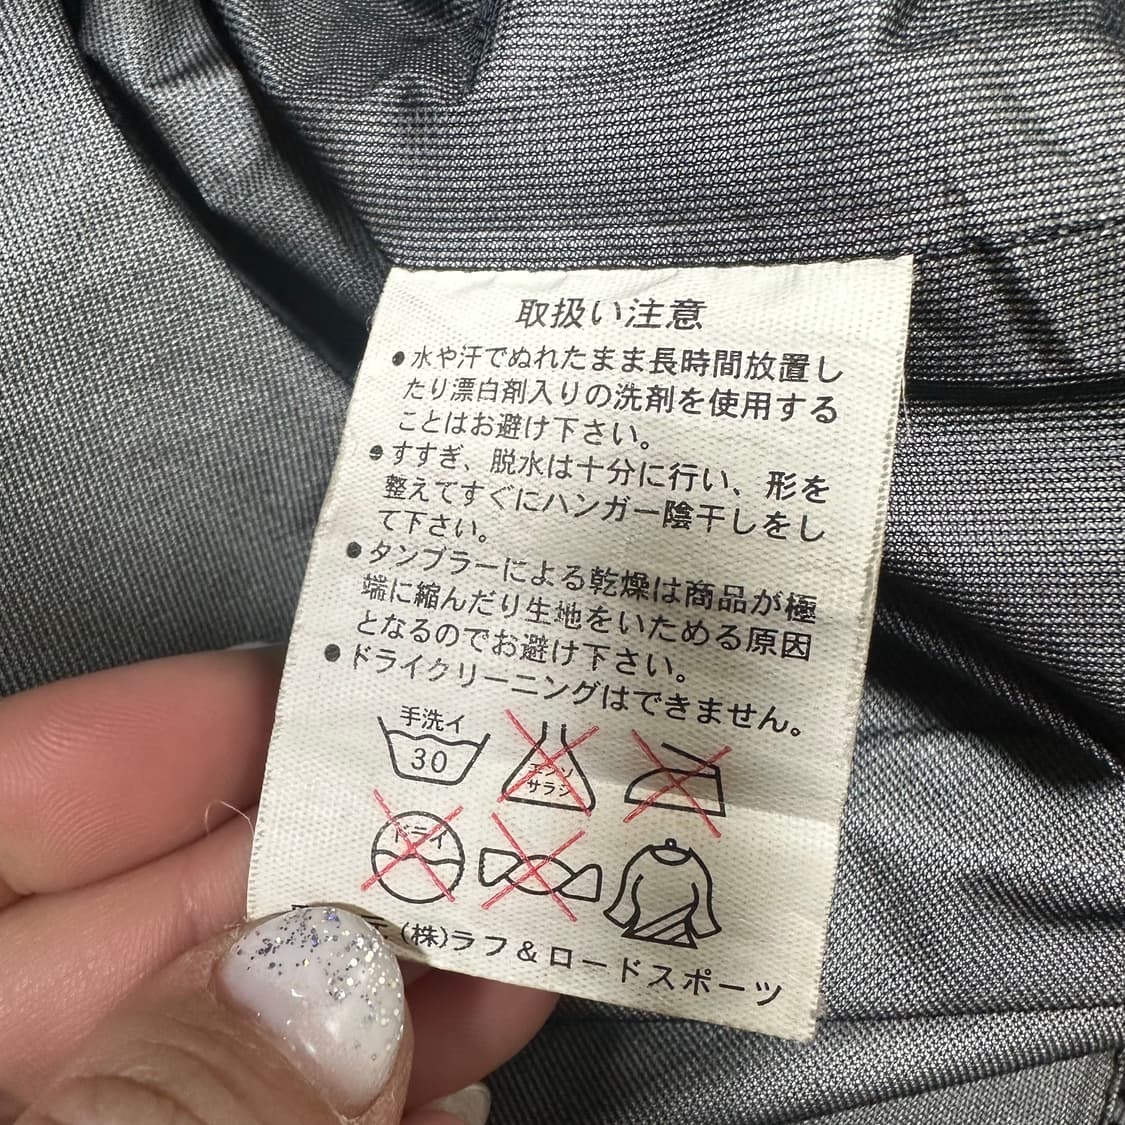 取扱い注意
●水や汗でぬれたまま長時間放置し
たり漂白剤入りの洗剤を使用する
ことはお避け下さい。
●すすぎ、脱水は十分に行い、形を
整えてすぐにハンガー陰干しをし
て下さい。
●タンブラーによる乾燥は商品が極
端に縮んだり生地をいためる原因
となるのでお避け下さい。
●ドライクリーニングはできません。
手洗イ
30
エンソ
サラシ
ドライ
(株)ラフ&ロードスポーツ